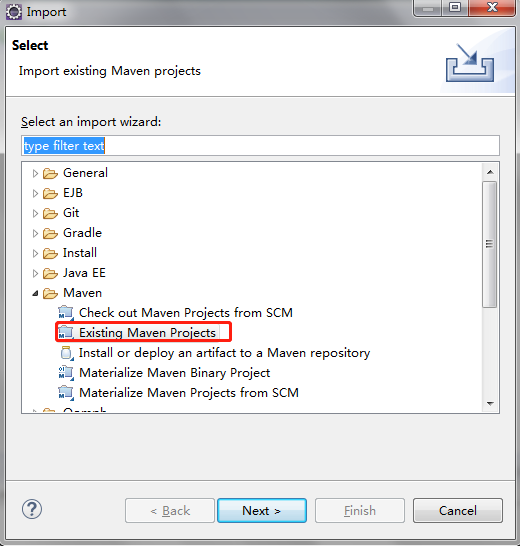 Import
Select
Import existing Maven projects
Select an import wizard:
type filter text
General
EJB
Git
Gradle
Install
Java EE
Maven
Check out Maven Projects from SCM
Existing Maven Projects
Install or deploy an artifact to a Maven repository
Materialize Maven Binary Project
Materialize Maven Projects from SCM
Oomph
< Back
Next >
Finish
Cancel